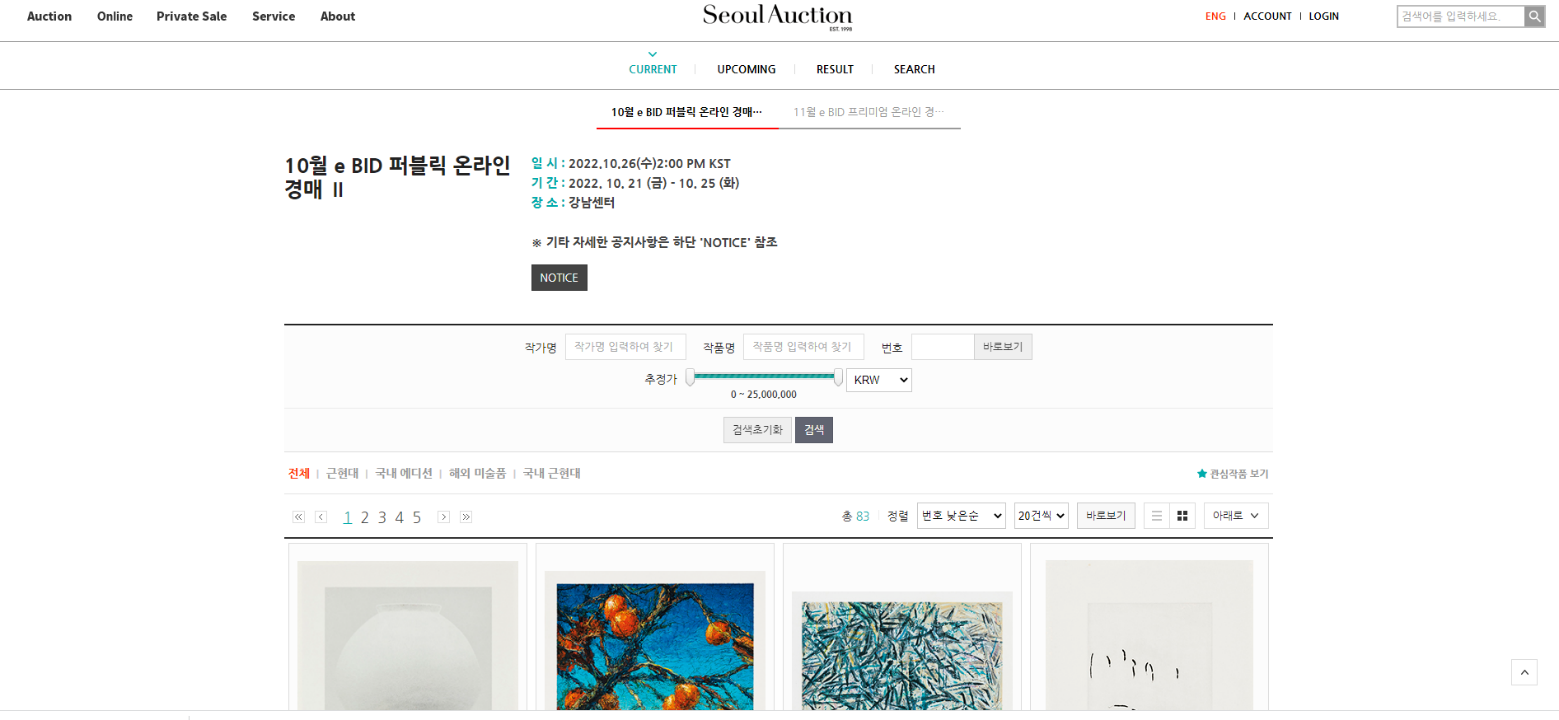 Auction Online Private Sale Service About
Seoul Auction
EST. 1998
ENG | ACCOUNT | LOGIN
검색어를 입력하세요.
CURRENT UPCOMING RESULT SEARCH
10월 e BID 퍼블릭 온라인 경매… 11월 e BID 프리미엄 온라인 경…
10월 e BID 퍼블릭 온라인
경매 Ⅱ
일 시 : 2022.10.26(수)2:00 PM KST
기 간 : 2022. 10. 21 (금) - 10. 25 (화)
장 소 : 강남센터
※ 기타 자세한 공지사항은 하단 'NOTICE' 참조
NOTICE
작가명 작가명 입력하여 찾기 작품명 작품명 입력하여 찾기 번호 바로보기
추정가 KRW
0 ~ 25,000,000
검색초기화 검색
전체 | 근현대 | 국내 에디션 | 해외 미술품 | 국내 근현대
★ 관심작품 보기
1 2 3 4 5
총 83 정렬 번호 낮은순 20건씩 바로보기 아래로